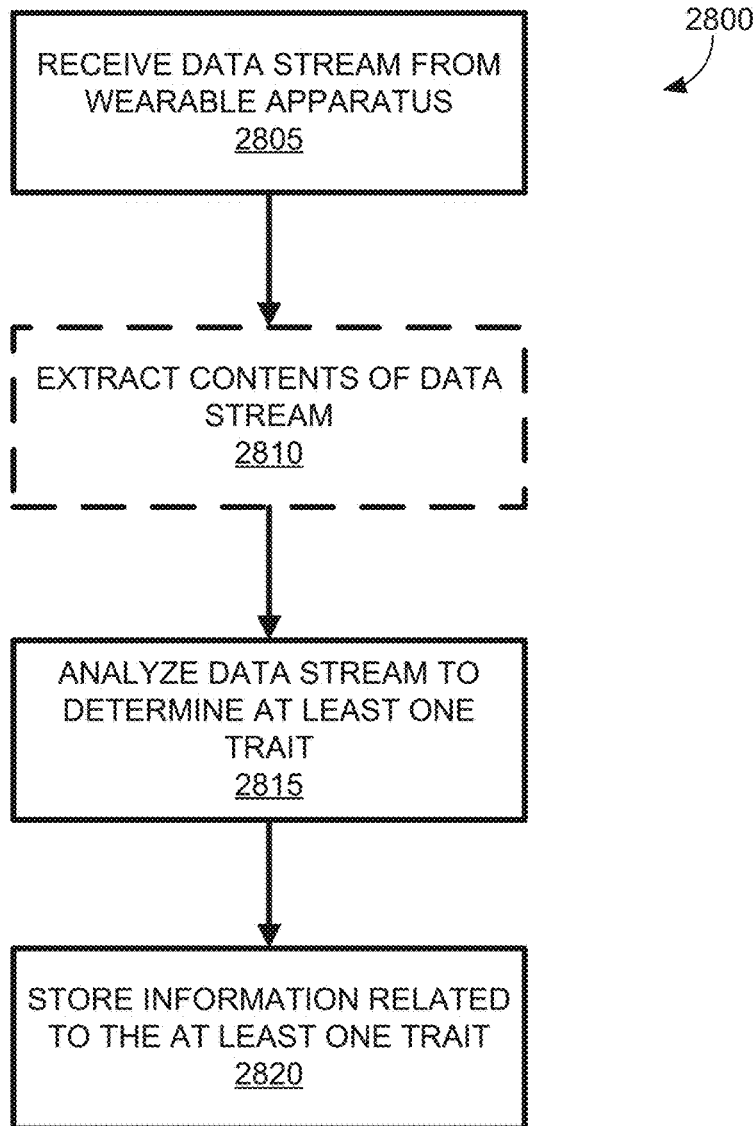 2800
RECEIVE DATA STREAM FROM
WEARABLE APPARATUS
2805
EXTRACT CONTENTS OF DATA
STREAM
2810
ANALYZE DATA STREAM TO
DETERMINE AT LEAST ONE
TRAIT
2815
STORE INFORMATION RELATED
TO THE AT LEAST ONE TRAIT
2820